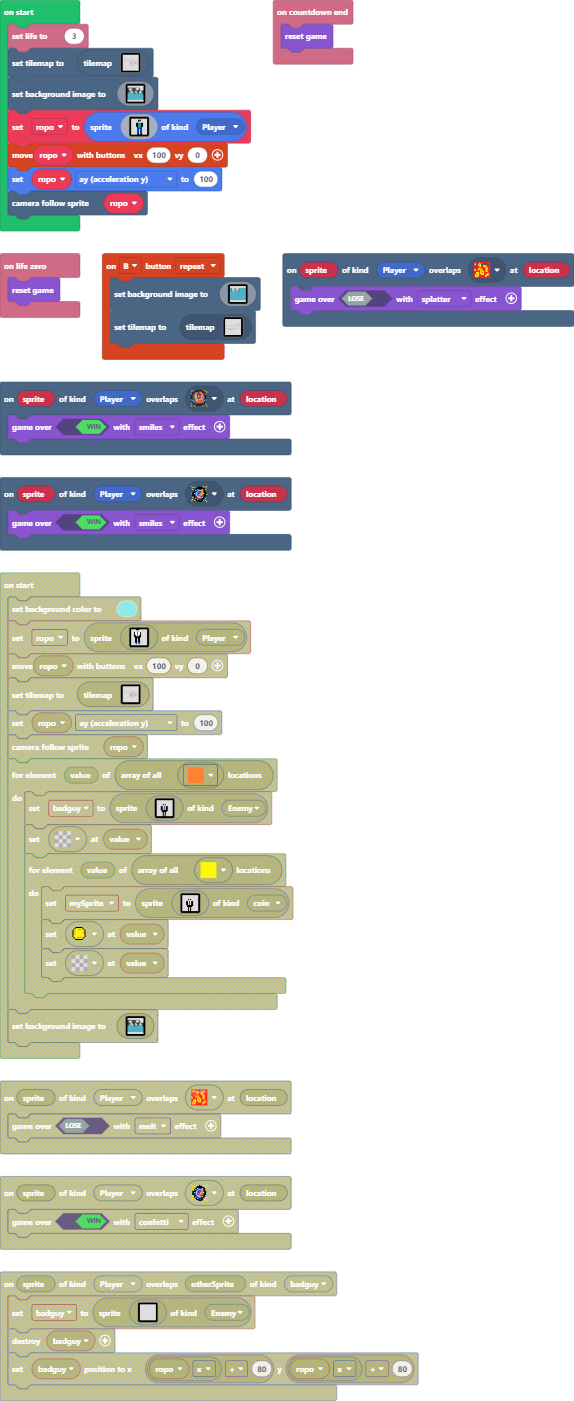 on start
set life to 3
set tilemap to tilemap
set background image to
set ropo to sprite of kind Player
move ropo with buttons vx 100 vy 0
set ropo ay (acceleration y) to 100
camera follow sprite ropo
on countdown end
reset game
on life zero
reset game
on B button repeat
set background image to
set tilemap to tilemap
on sprite of kind Player overlaps at location
game over LOSE with splatter effect
on sprite of kind Player overlaps at location
game over WIN with smiles effect
on sprite of kind Player overlaps at location
game over WIN with smiles effect
on start
set background color to
set ropo to sprite of kind Player
move ropo with buttons vx 100 vy 0
set tilemap to tilemap
set ropo ay (acceleration y) to 100
camera follow sprite ropo
for element value of array of all locations
do
set badguy to sprite of kind Enemy
set at value
for element value of array of all locations
do
set mySprite to sprite of kind coin
set at value
set at value
set background image to
on sprite of kind Player overlaps at location
game over LOSE with melt effect
on sprite of kind Player overlaps at location
game over WIN with confetti effect
on sprite of kind Player overlaps otherSprite of kind badguy
set badguy to sprite of kind Enemy
destroy badguy
set badguy position to x ropo x + 80 y ropo x + 80